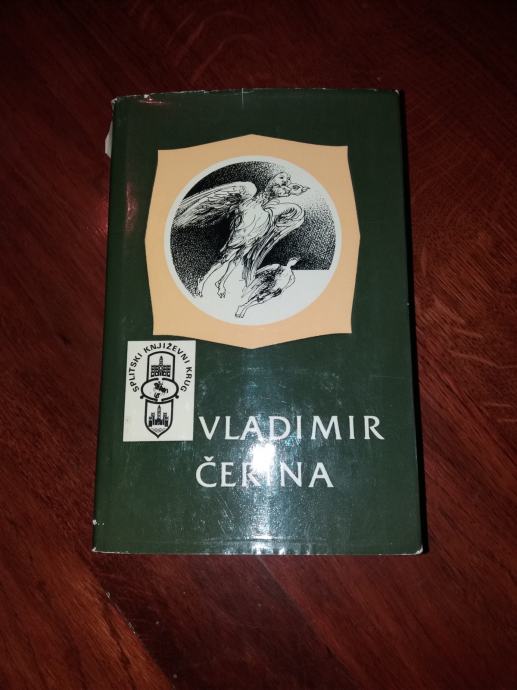 SPLITSKI KNJIŽEVNI KRUG
VLADIMIR
ČERINA